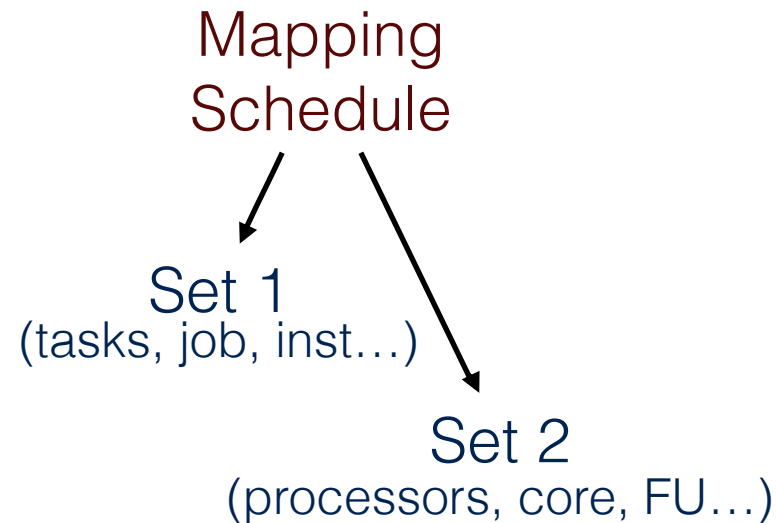 Mapping
Schedule
Set 1
(tasks, job, inst…)
Set 2
(processors, core, FU…)